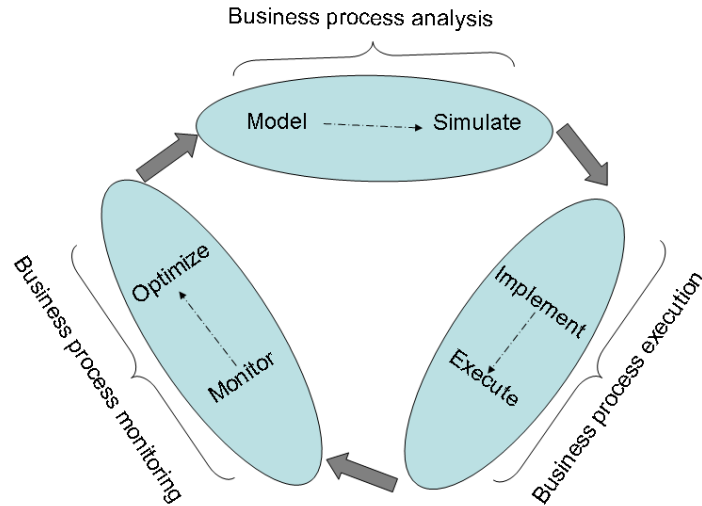 Business process analysis
Model
Simulate
Implement
Execute
Business process execution
Monitor
Optimize
Business process monitoring